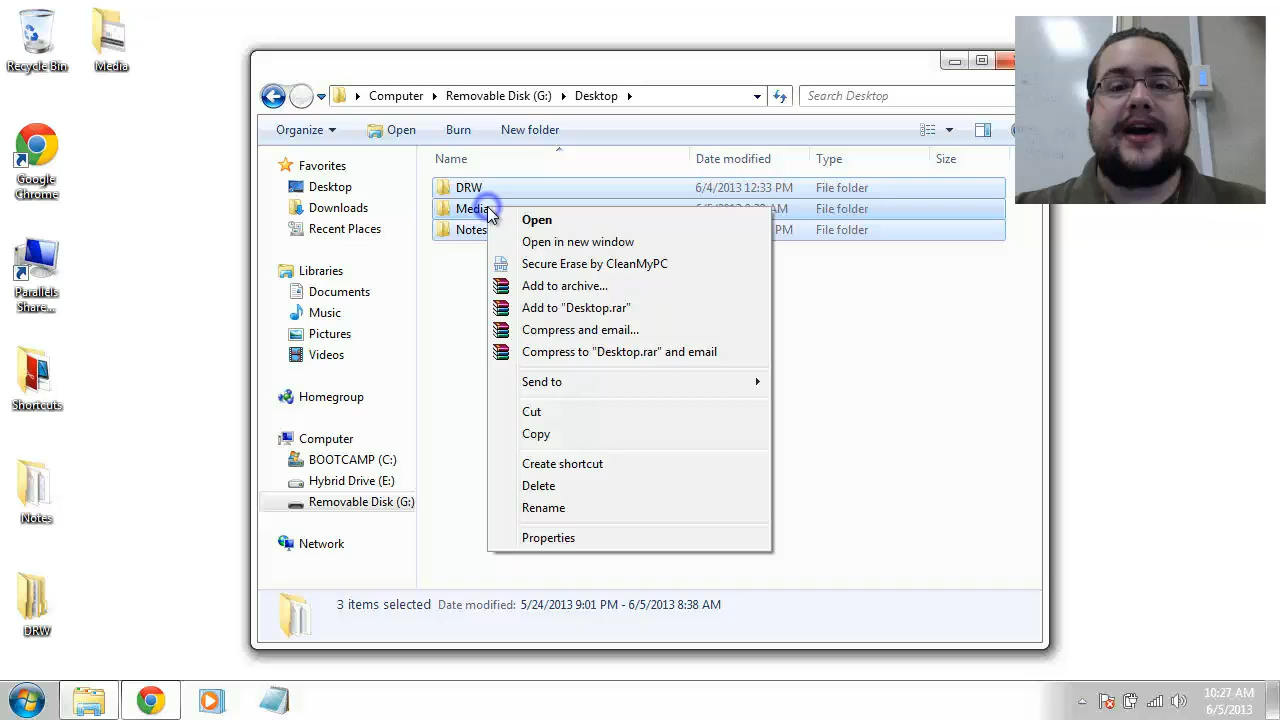 Recycle Bin
Media
Google
Chrome
Parallels
Share...
Shortcuts
Notes
DRW
Computer
Removable Disk (G:)
Desktop
Search Desktop
Organize
Open
Burn
New folder
Name
Date modified
Type
Size
Favorites
Desktop
Downloads
Recent Places
Libraries
Documents
Music
Pictures
Videos
Homegroup
Computer
BOOTCAMP (C:)
Hybrid Drive (E:)
Removable Disk (G:)
Network
DRW 6/4/2013 12:33 PM File folder
Media AM File folder
Notes PM File folder
Open
Open in new window
Secure Erase by CleanMyPC
Add to archive...
Add to "Desktop.rar"
Compress and email...
Compress to "Desktop.rar" and email
Send to
Cut
Copy
Create shortcut
Delete
Rename
Properties
3 items selected Date modified: 5/24/2013 9:01 PM - 6/5/2013 8:38 AM
10:27 AM
6/5/2013